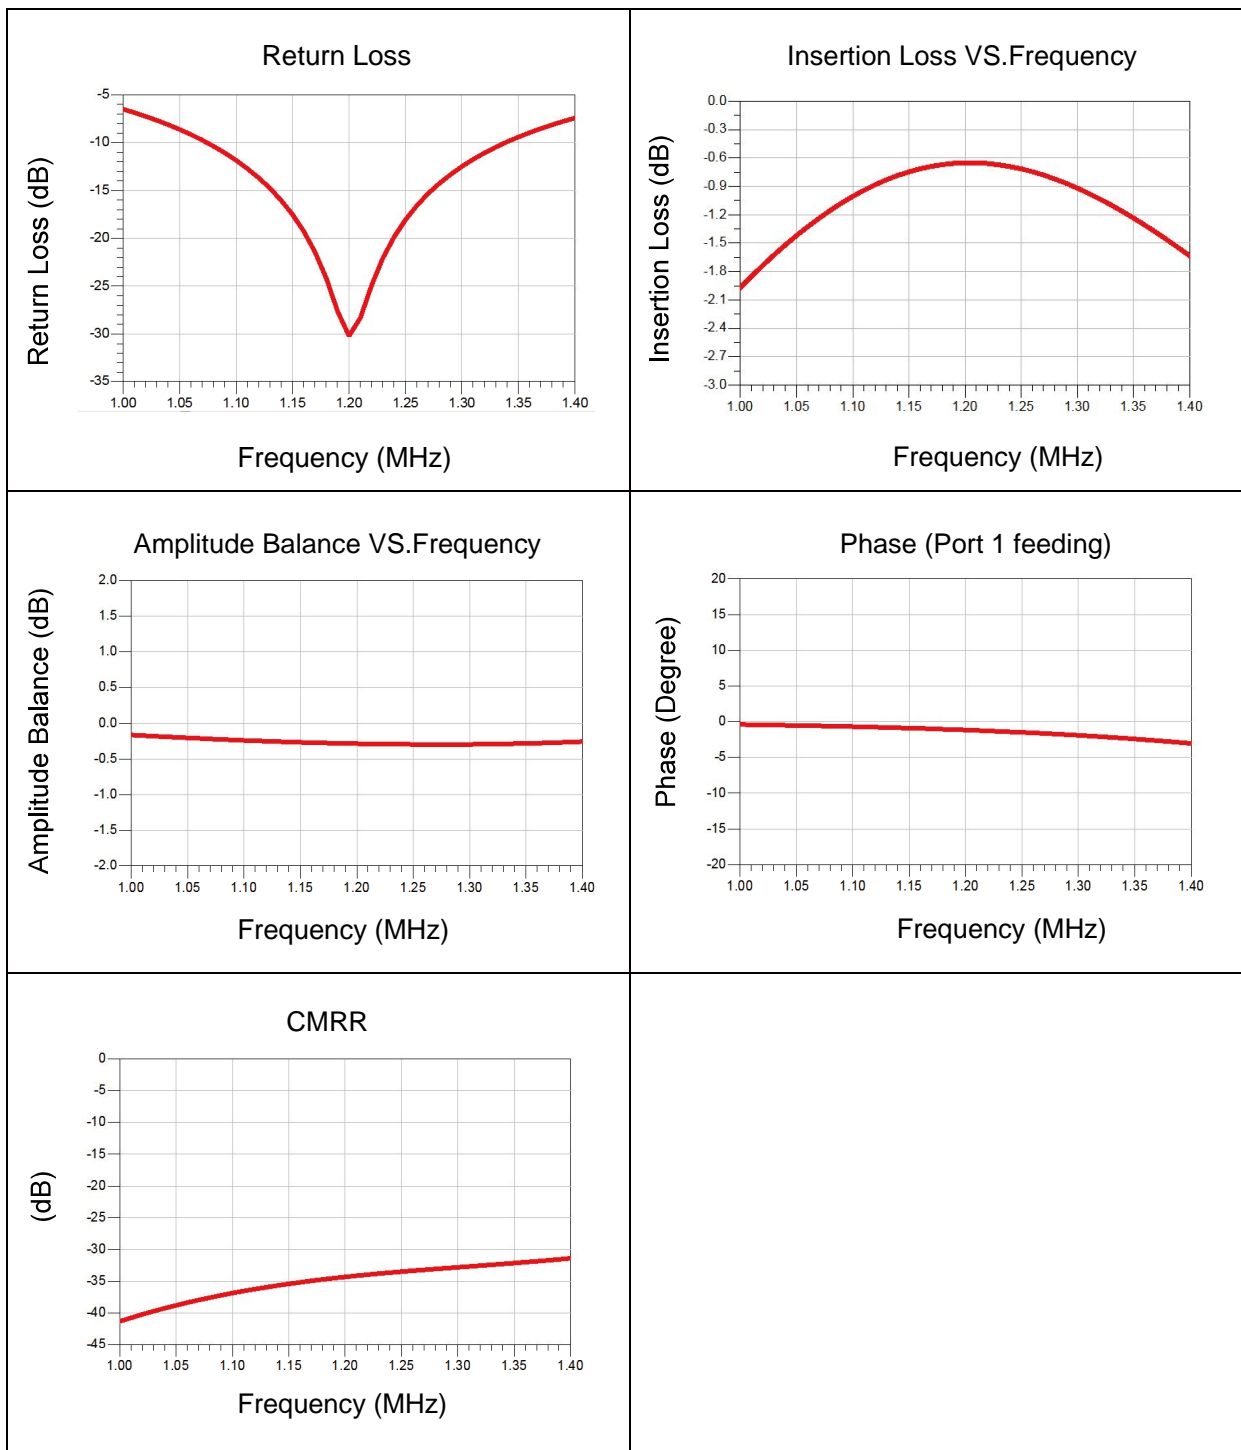 Return Loss
Return Loss (dB)
-5
-10
-15
-20
-25
-30
-35
1.00 1.05 1.10 1.15 1.20 1.25 1.30 1.35 1.40
Frequency (MHz)
Insertion Loss VS.Frequency
Insertion Loss (dB)
0.0
-0.3
-0.6
-0.9
-1.2
-1.5
-1.8
-2.1
-2.4
-2.7
-3.0
1.00 1.05 1.10 1.15 1.20 1.25 1.30 1.35 1.40
Frequency (MHz)
Amplitude Balance VS.Frequency
Amplitude Balance (dB)
2.0
1.5
1.0
0.5
0.0
-0.5
-1.0
-1.5
-2.0
1.00 1.05 1.10 1.15 1.20 1.25 1.30 1.35 1.40
Frequency (MHz)
Phase (Port 1 feeding)
Phase (Degree)
20
15
10
5
0
-5
-10
-15
-20
1.00 1.05 1.10 1.15 1.20 1.25 1.30 1.35 1.40
Frequency (MHz)
CMRR
(dB)
0
-5
-10
-15
-20
-25
-30
-35
-40
-45
1.00 1.05 1.10 1.15 1.20 1.25 1.30 1.35 1.40
Frequency (MHz)